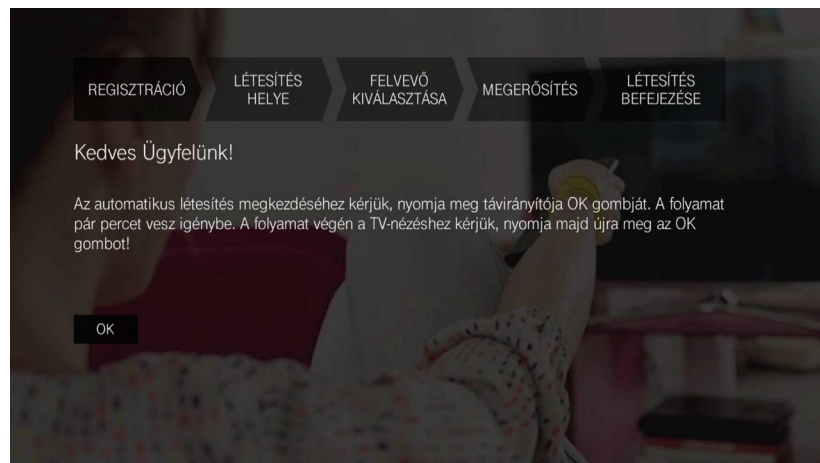 REGISZTRÁCIÓ
LÉTESÍTÉS
HELYE
FELVEVŐ
KIVÁLASZTÁSA
MEGERŐSÍTÉS
LÉTESÍTÉS
BEFEJEZÉSE
Kedves Ügyfelünk!
Az automatikus létesítés megkezdéséhez kérjük, nyomja meg távirányítója OK gombját. A folyamat
pár percet vesz igénybe. A folyamat végén a TV-nézéshez kérjük, nyomja majd újra meg az OK
gombot!
OK